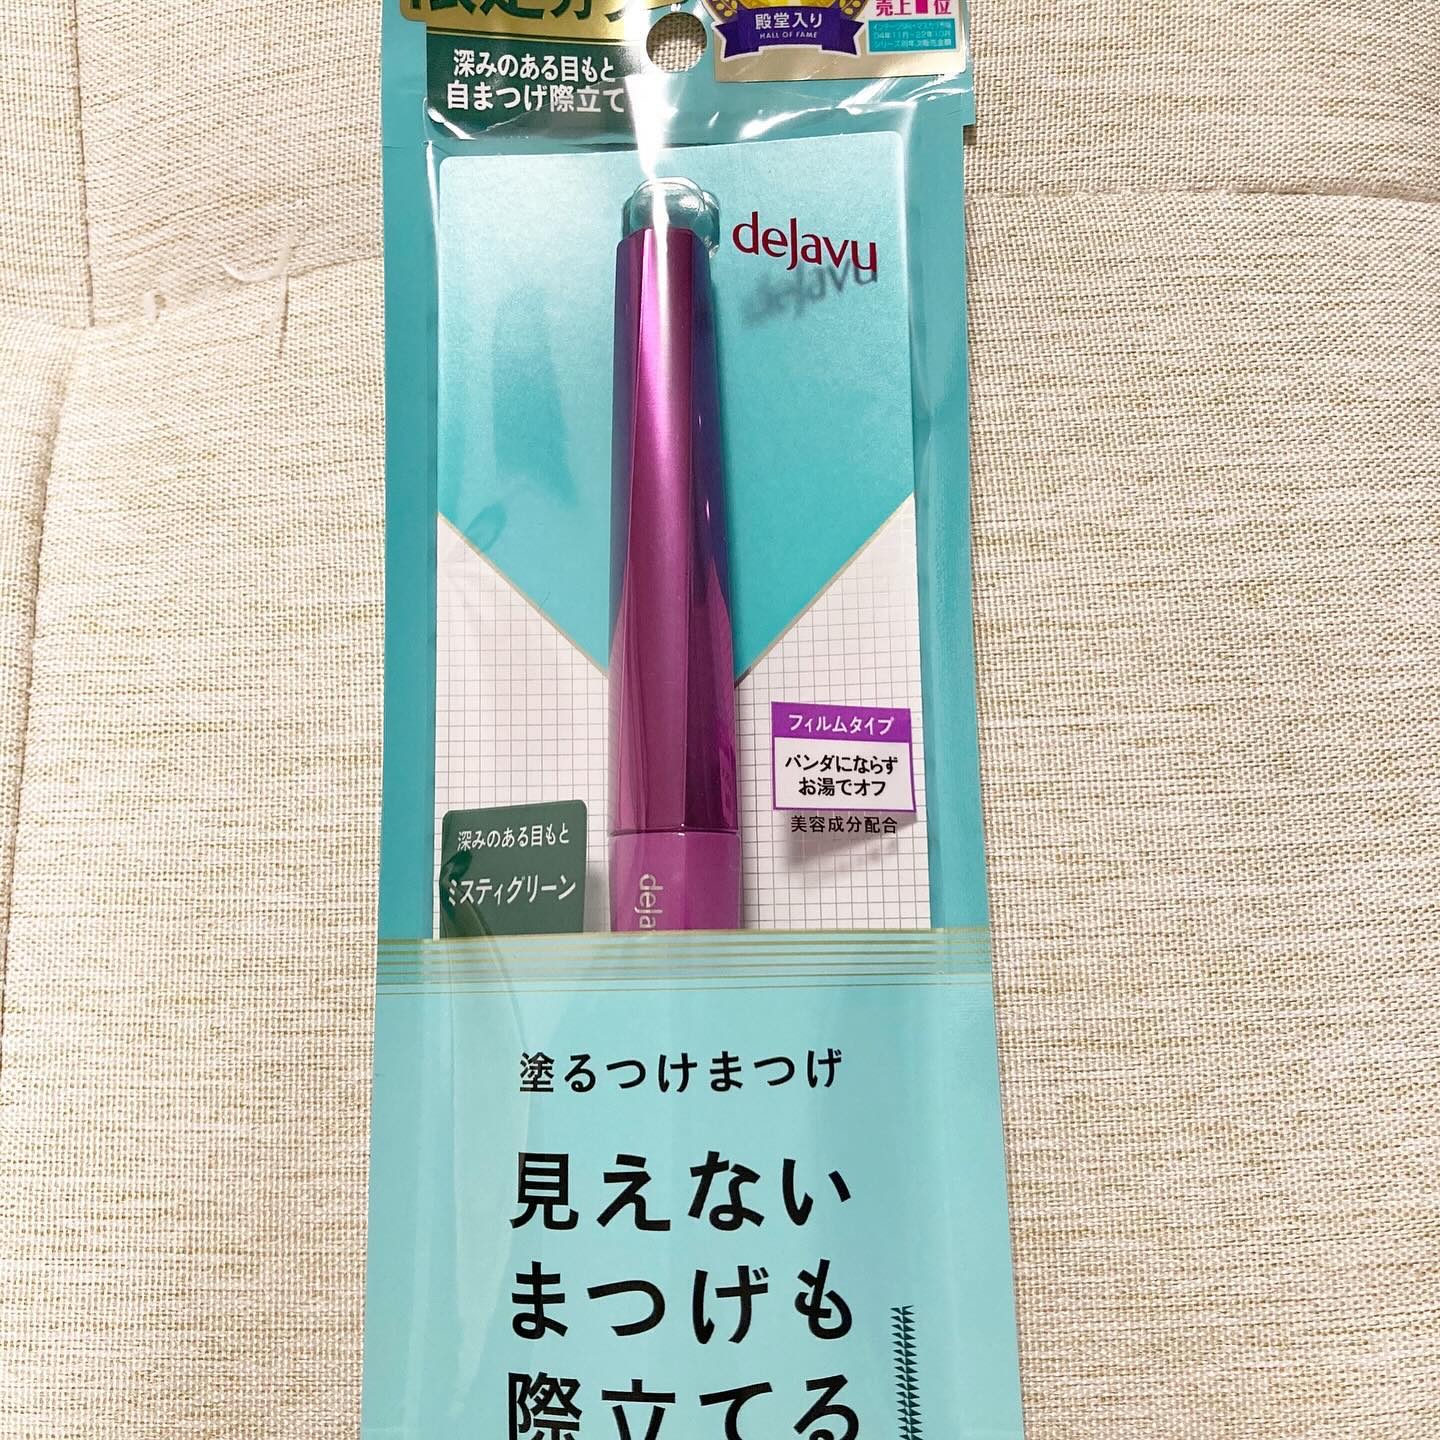 殿堂入り
HALL OF FAME
深みのある目もと
自まつげ際立て
dejavu
フィルムタイプ
パンダにならず
お湯でオフ
美容成分配合
深みのある目もと
ミスティグリーン
塗るつけまつげ
見えない
まつげも
際立てる